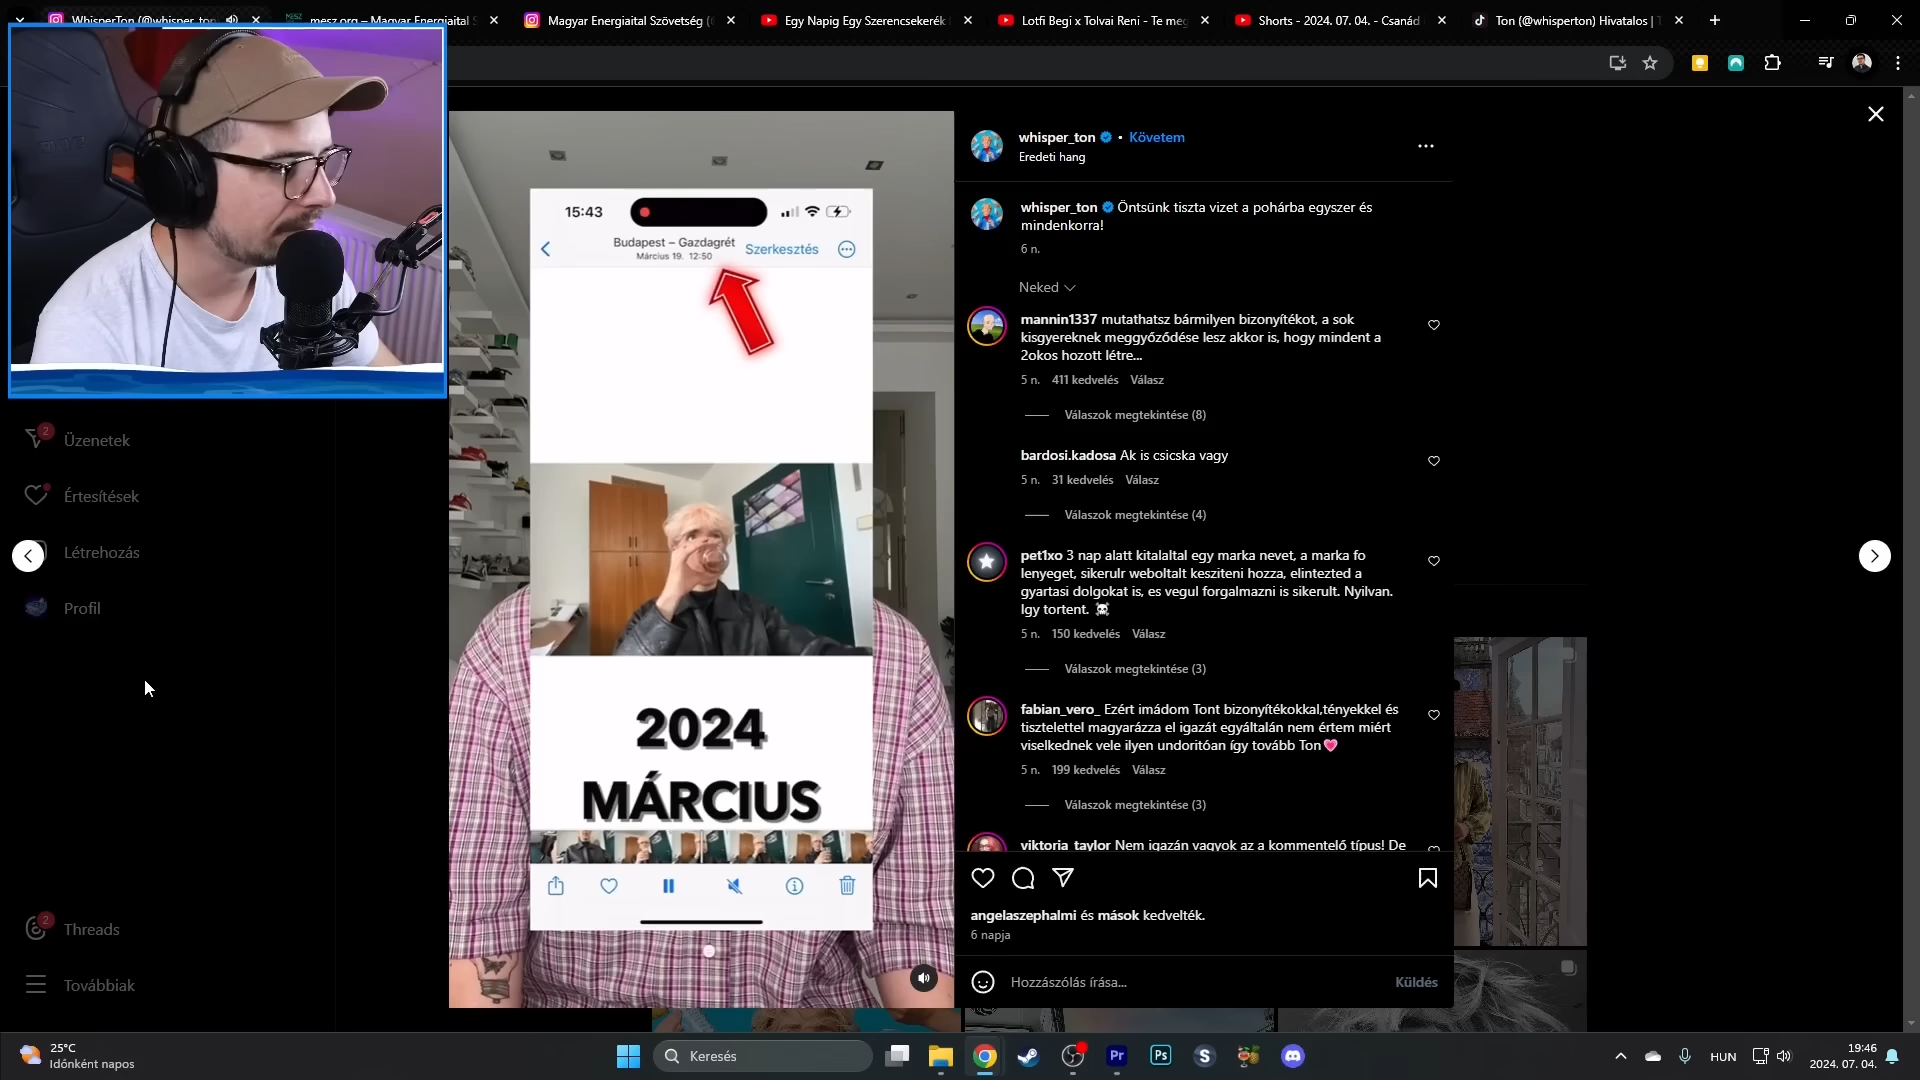 WhisperTon (@whisper_ton)
mesz.org – Magyar Energiaital S
Magyar Energiaital Szövetség (
Egy Napig Egy Szerencsekerék
Lotfi Begi x Tolvai Reni - Te meg
Shorts - 2024. 07. 04. - Csanád
Ton (@whisperton) Hivatalos | T
whisper_ton • Követem
Eredeti hang
whisper_ton Öntsünk tiszta vizet a pohárba egyszer és
mindenkorra!
6 n.
Neked
mannin1337 mutathatsz bármilyen bizonyítékot, a sok
kisgyereknek meggyőződése lesz akkor is, hogy mindent a
2okos hozott létre...
5 n. 411 kedvelés Válasz
Válaszok megtekintése (8)
bardosi.kadosa Ak is csicska vagy
5 n. 31 kedvelés Válasz
Válaszok megtekintése (4)
pet1xo 3 nap alatt kitalaltal egy marka nevet, a marka fo
lenyeget, sikerulr weboltalt kesziteni hozza, elintezted a
gyartasi dolgokat is, es vegul forgalmazni is sikerult. Nyilvan.
Igy tortent. ☠️
5 n. 150 kedvelés Válasz
Válaszok megtekintése (3)
fabian_vero_ Ezért imádom Tont bizonyítékokkal,tényekkel és
tisztelettel magyarázza el igazát egyáltalán nem értem miért
viselkednek vele ilyen undoritóan így tovább Ton💗
5 n. 199 kedvelés Válasz
Válaszok megtekintése (3)
viktoria_taylor Nem igazán vagyok az a kommentelő típus! De
angelaszephalmi és mások kedvelték.
6 napja
Hozzászólás írása...
Küldés
15:43
Budapest – Gazdagrét
Március 19. 12:50
Szerkesztés
2024
MÁRCIUS
2
Üzenetek
Értesítések
Létrehozás
Profil
2
Threads
Továbbiak
25°C
Időnként napos
Keresés
Pr
Ps
S
HUN
19:46
2024. 07. 04.